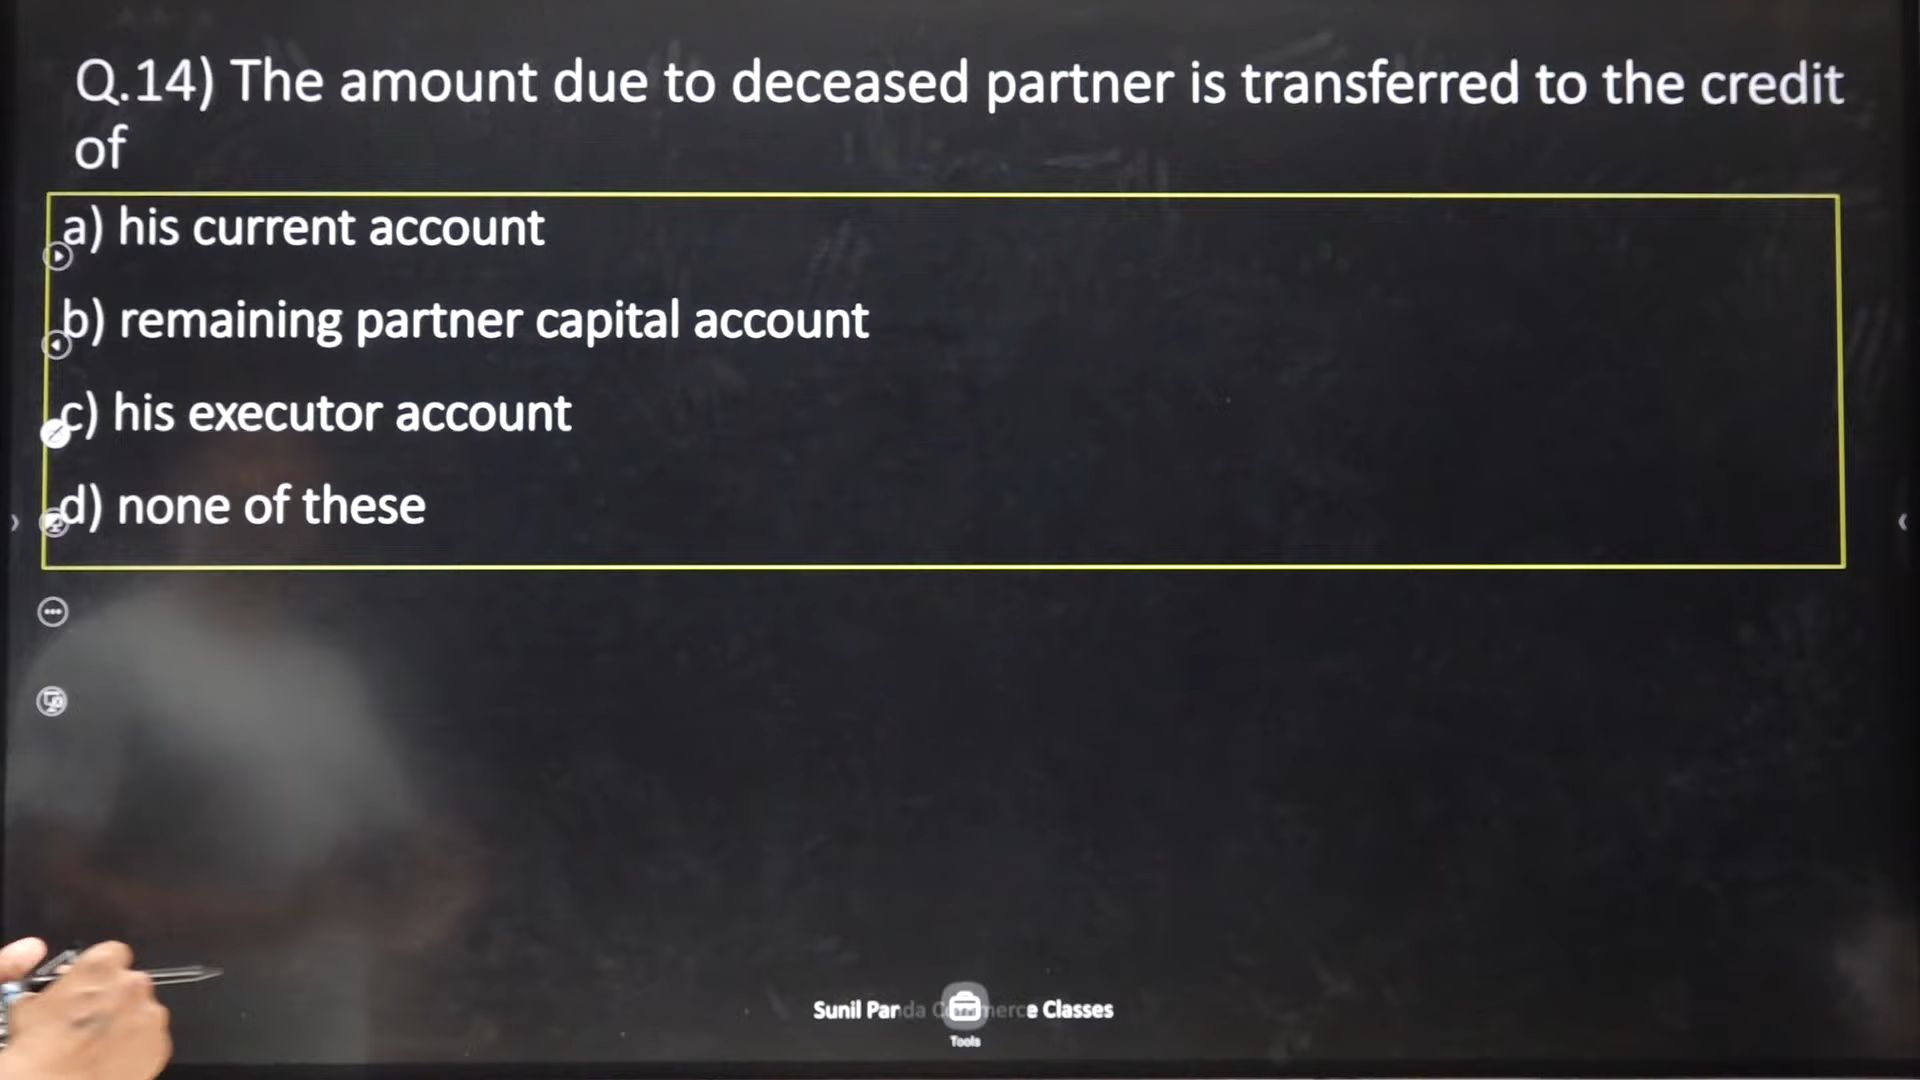 Q.14) The amount due to deceased partner is transferred to the credit
of
a) his current account
b) remaining partner capital account
c) his executor account
d) none of these
Sunil Panda Commerce Classes
Tools